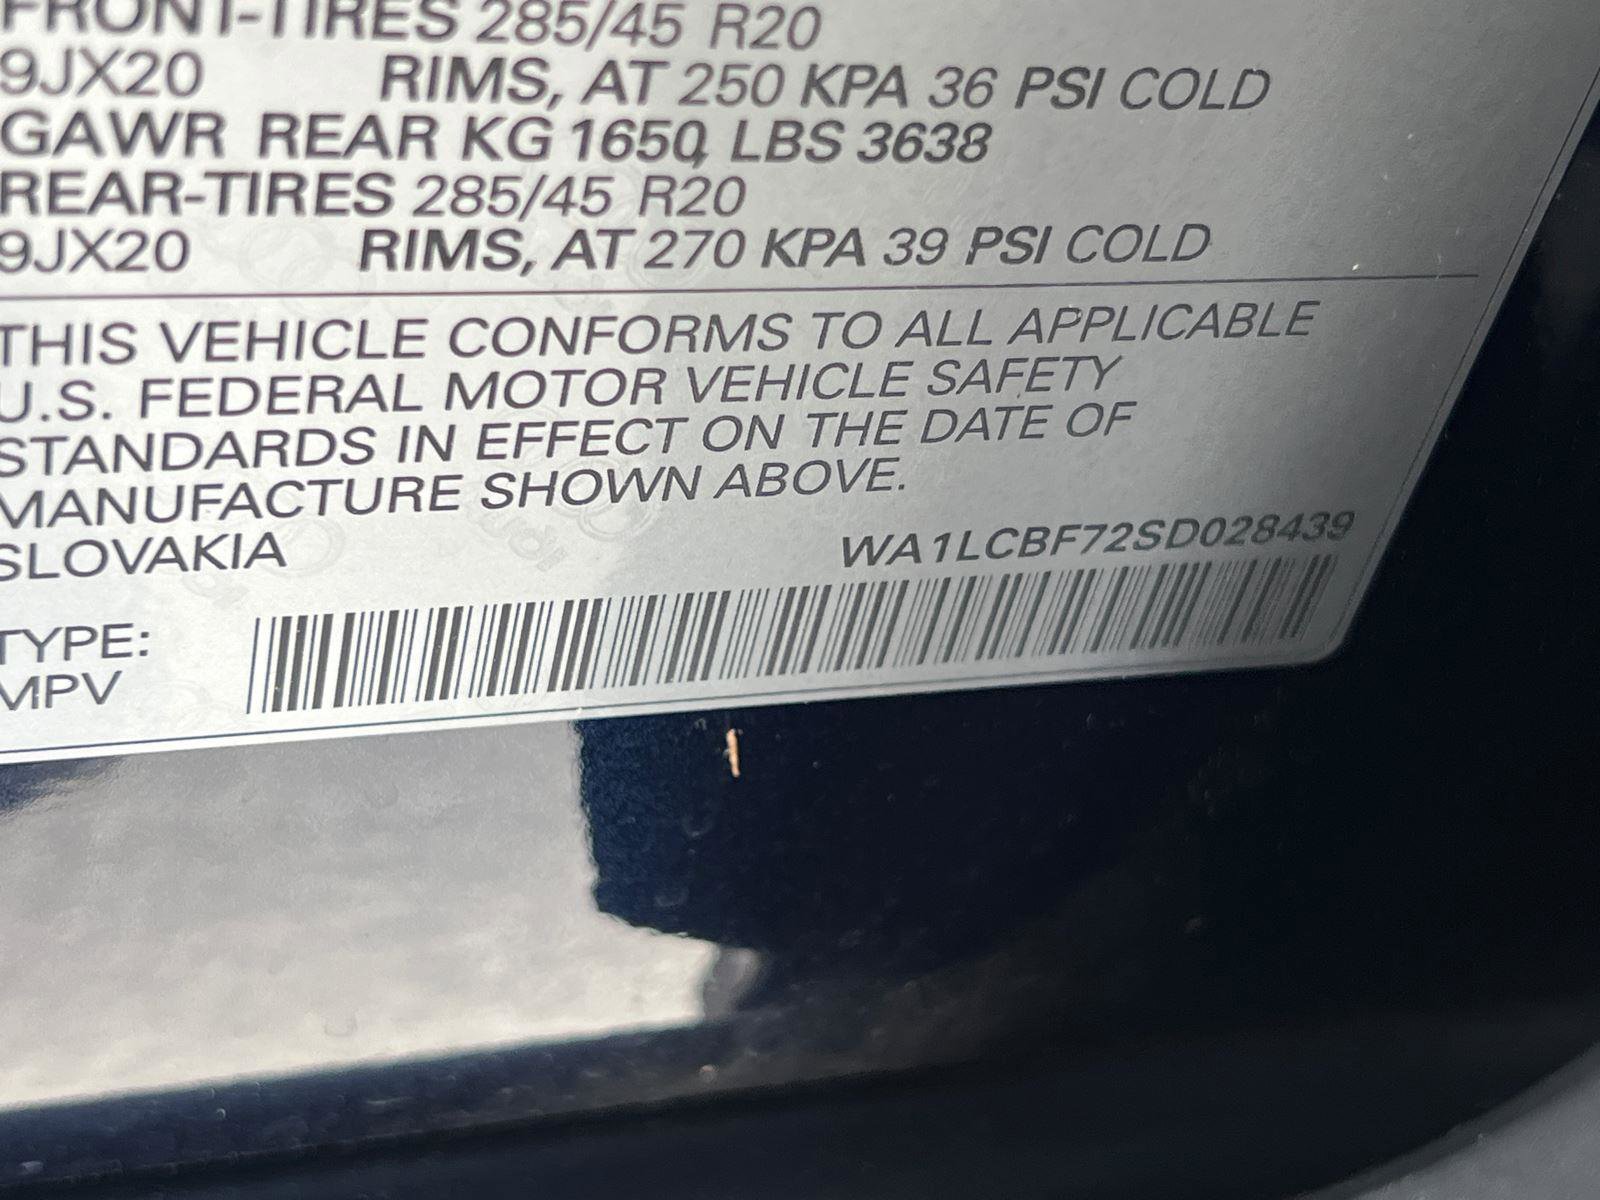 FRONT-TIRES 285/45 R20
9JX20 RIMS, AT 250 KPA 36 PSI COLD
GAWR REAR KG 1650, LBS 3638
REAR-TIRES 285/45 R20
9JX20 RIMS, AT 270 KPA 39 PSI COLD
THIS VEHICLE CONFORMS TO ALL APPLICABLE
U.S. FEDERAL MOTOR VEHICLE SAFETY
STANDARDS IN EFFECT ON THE DATE OF
MANUFACTURE SHOWN ABOVE.
SLOVAKIA
WA1LCBF72SD028439
TYPE:
MPV